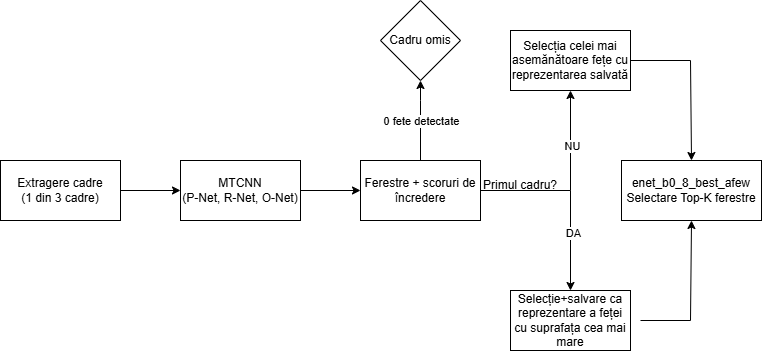 Cadru omis
Selecția celei mai
asemănătoare fețe cu
reprezentarea salvată
0 fete detectate
NU
Extragere cadre
(1 din 3 cadre)
MTCNN
(P-Net, R-Net, O-Net)
Ferestre + scoruri de
încredere
Primul cadru?
enet_b0_8_best_afew
Selectare Top-K ferestre
DA
Selecție+salvare ca
reprezentare a feței
cu suprafața cea mai
mare